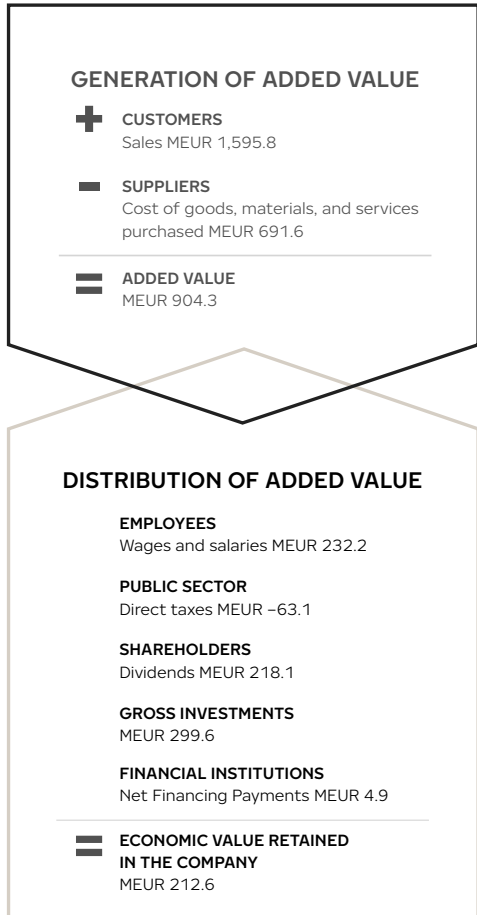 GENERATION OF ADDED VALUE
CUSTOMERS
Sales MEUR 1,595.8
SUPPLIERS
Cost of goods, materials, and services
purchased MEUR 691.6
ADDED VALUE
MEUR 904.3
DISTRIBUTION OF ADDED VALUE
EMPLOYEES
Wages and salaries MEUR 232.2
PUBLIC SECTOR
Direct taxes MEUR –63.1
SHAREHOLDERS
Dividends MEUR 218.1
GROSS INVESTMENTS
MEUR 299.6
FINANCIAL INSTITUTIONS
Net Financing Payments MEUR 4.9
ECONOMIC VALUE RETAINED
IN THE COMPANY
MEUR 212.6